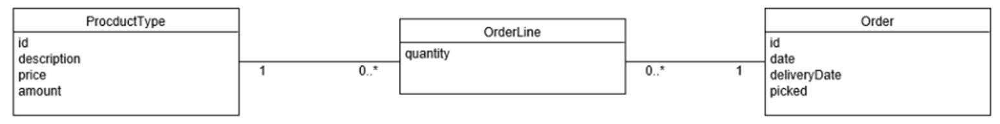 ProcductType
id
description
price
amount
1
0..*
OrderLine
quantity
0..*
1
Order
id
date
deliveryDate
picked